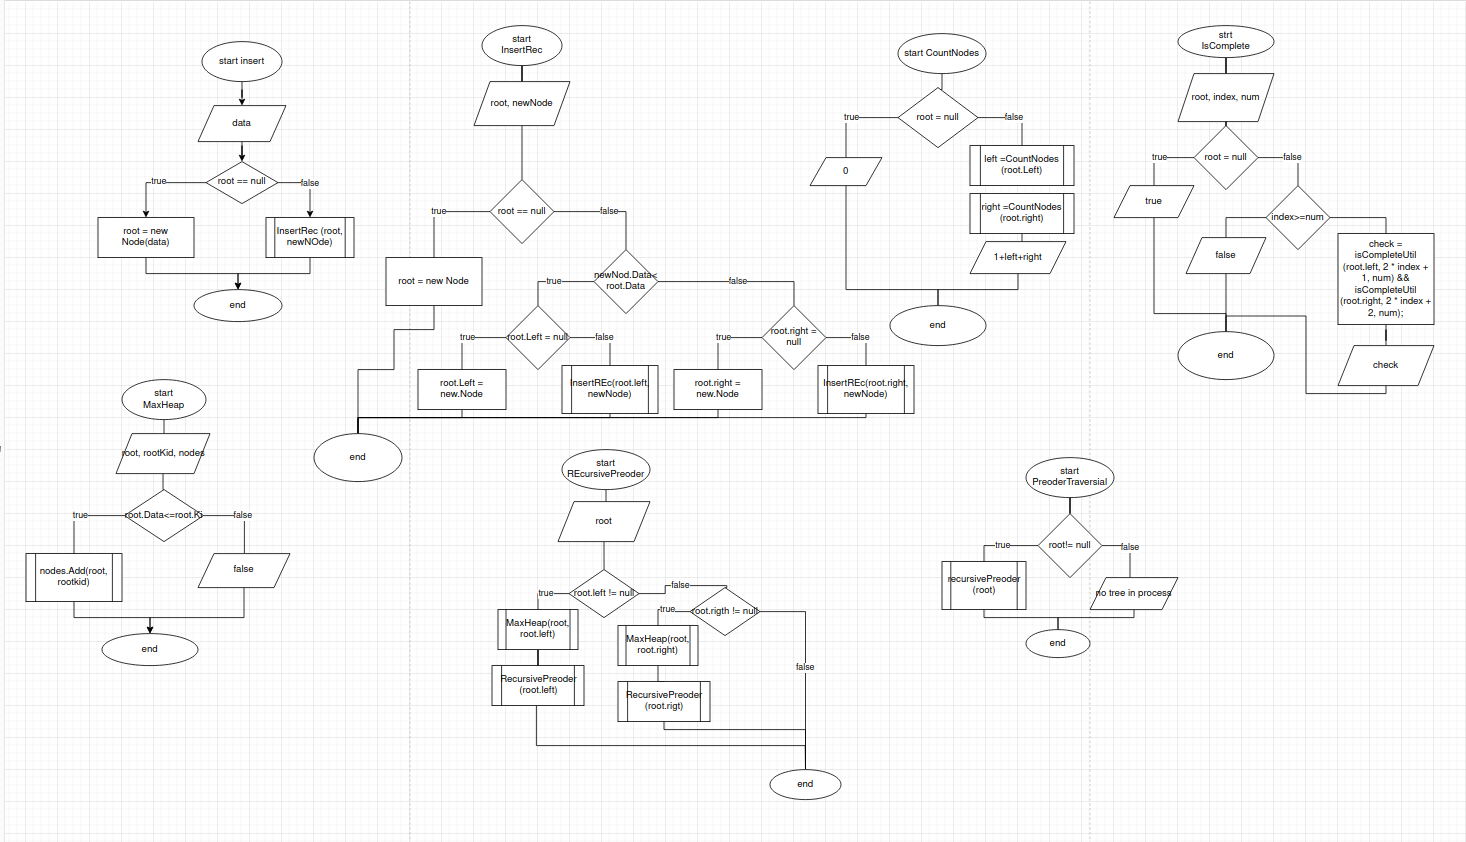 start insert
data
root == null
true
false
root = new
Node(data)
InsertRec (root,
newNOde)
end
start
InsertRec
root, newNode
root == null
true
false
root = new Node
newNod.Data<
root.Data
true
false
root.Left = null
true
false
root.right =
null
true
false
root.Left =
new.Node
InsertREc(root.left,
newNode)
root.right =
new.Node
InsertREc(root.right,
newNode)
end
start CountNodes
root = null
true
false
0
left =CountNodes
(root.Left)
right =CountNodes
(root.right)
1+left+right
end
strt
IsComplete
root, index, num
root = null
true
false
true
index>=num
false
check =
isCompleteUtil
(root.left, 2 * index +
1, num) &&
isCompleteUtil
(root.right, 2 * index +
2, num);
check
end
start
MaxHeap
root, rootKid, nodes
root.Data<=root.Ki
true
false
nodes.Add(root,
rootkid)
false
end
start
REcursivePreoder
root
root.left != null
true
false
root.rigth != null
true
false
MaxHeap(root,
root.left)
RecursivePreoder
(root.left)
MaxHeap(root,
root.right)
RecursivePreoder
(root.rigt)
end
start
PreoderTraversial
root!= null
true
false
recursivePreoder
(root)
no tree in process
end